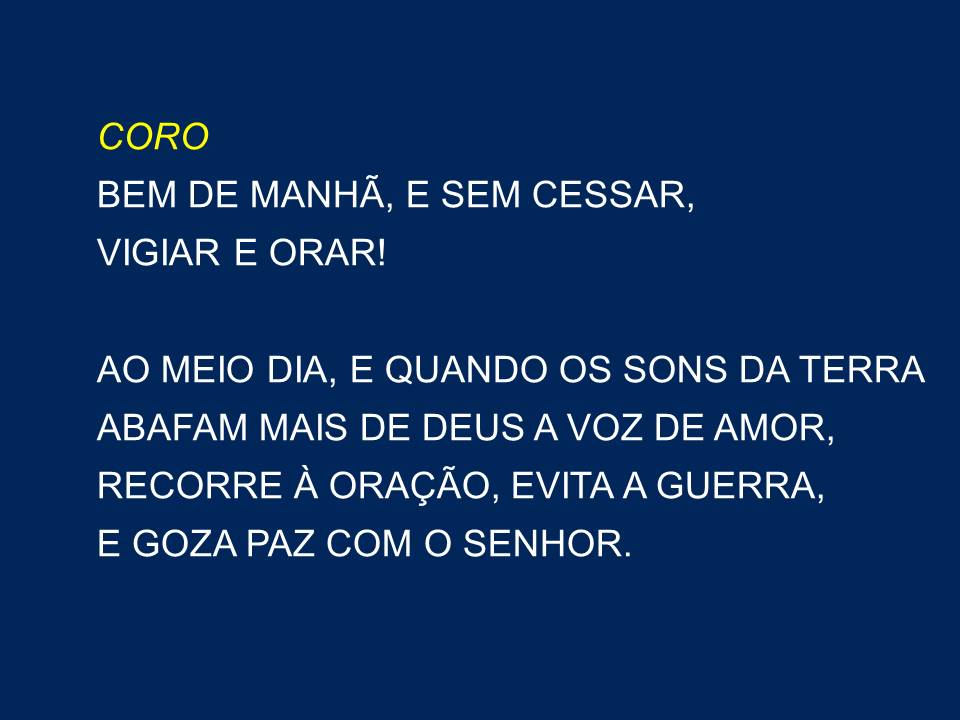 CORO
BEM DE MANHÃ, E SEM CESSAR,
VIGIAR E ORAR!
AO MEIO DIA, E QUANDO OS SONS DA TERRA
ABAFAM MAIS DE DEUS A VOZ DE AMOR,
RECORRE À ORAÇÃO, EVITA A GUERRA,
E GOZA PAZ COM O SENHOR.